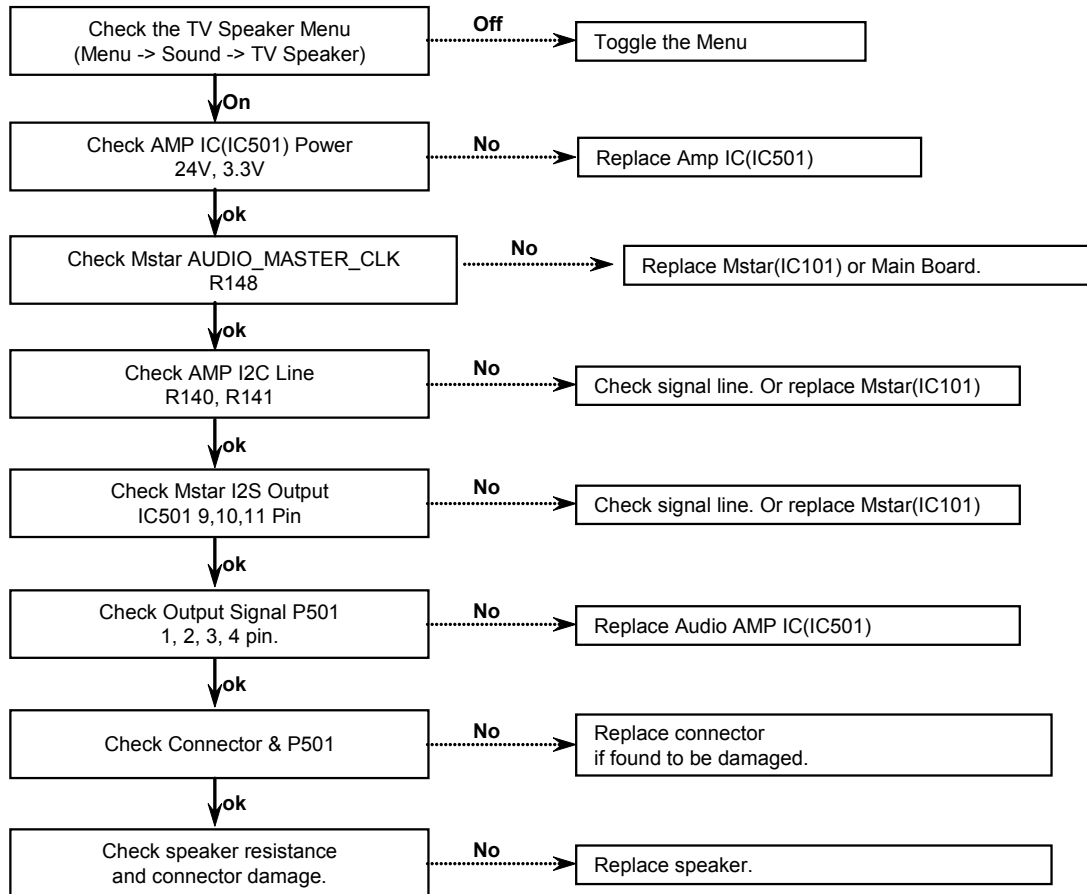 Check the TV Speaker Menu
(Menu -> Sound -> TV Speaker)
Off
Toggle the Menu
On
Check AMP IC(IC501) Power
24V, 3.3V
No
Replace Amp IC(IC501)
ok
Check Mstar AUDIO_MASTER_CLK
R148
No
Replace Mstar(IC101) or Main Board.
ok
Check AMP I2C Line
R140, R141
No
Check signal line. Or replace Mstar(IC101)
ok
Check Mstar I2S Output
IC501 9,10,11 Pin
No
Check signal line. Or replace Mstar(IC101)
ok
Check Output Signal P501
1, 2, 3, 4 pin.
No
Replace Audio AMP IC(IC501)
ok
Check Connector & P501
No
Replace connector
if found to be damaged.
ok
Check speaker resistance
and connector damage.
No
Replace speaker.